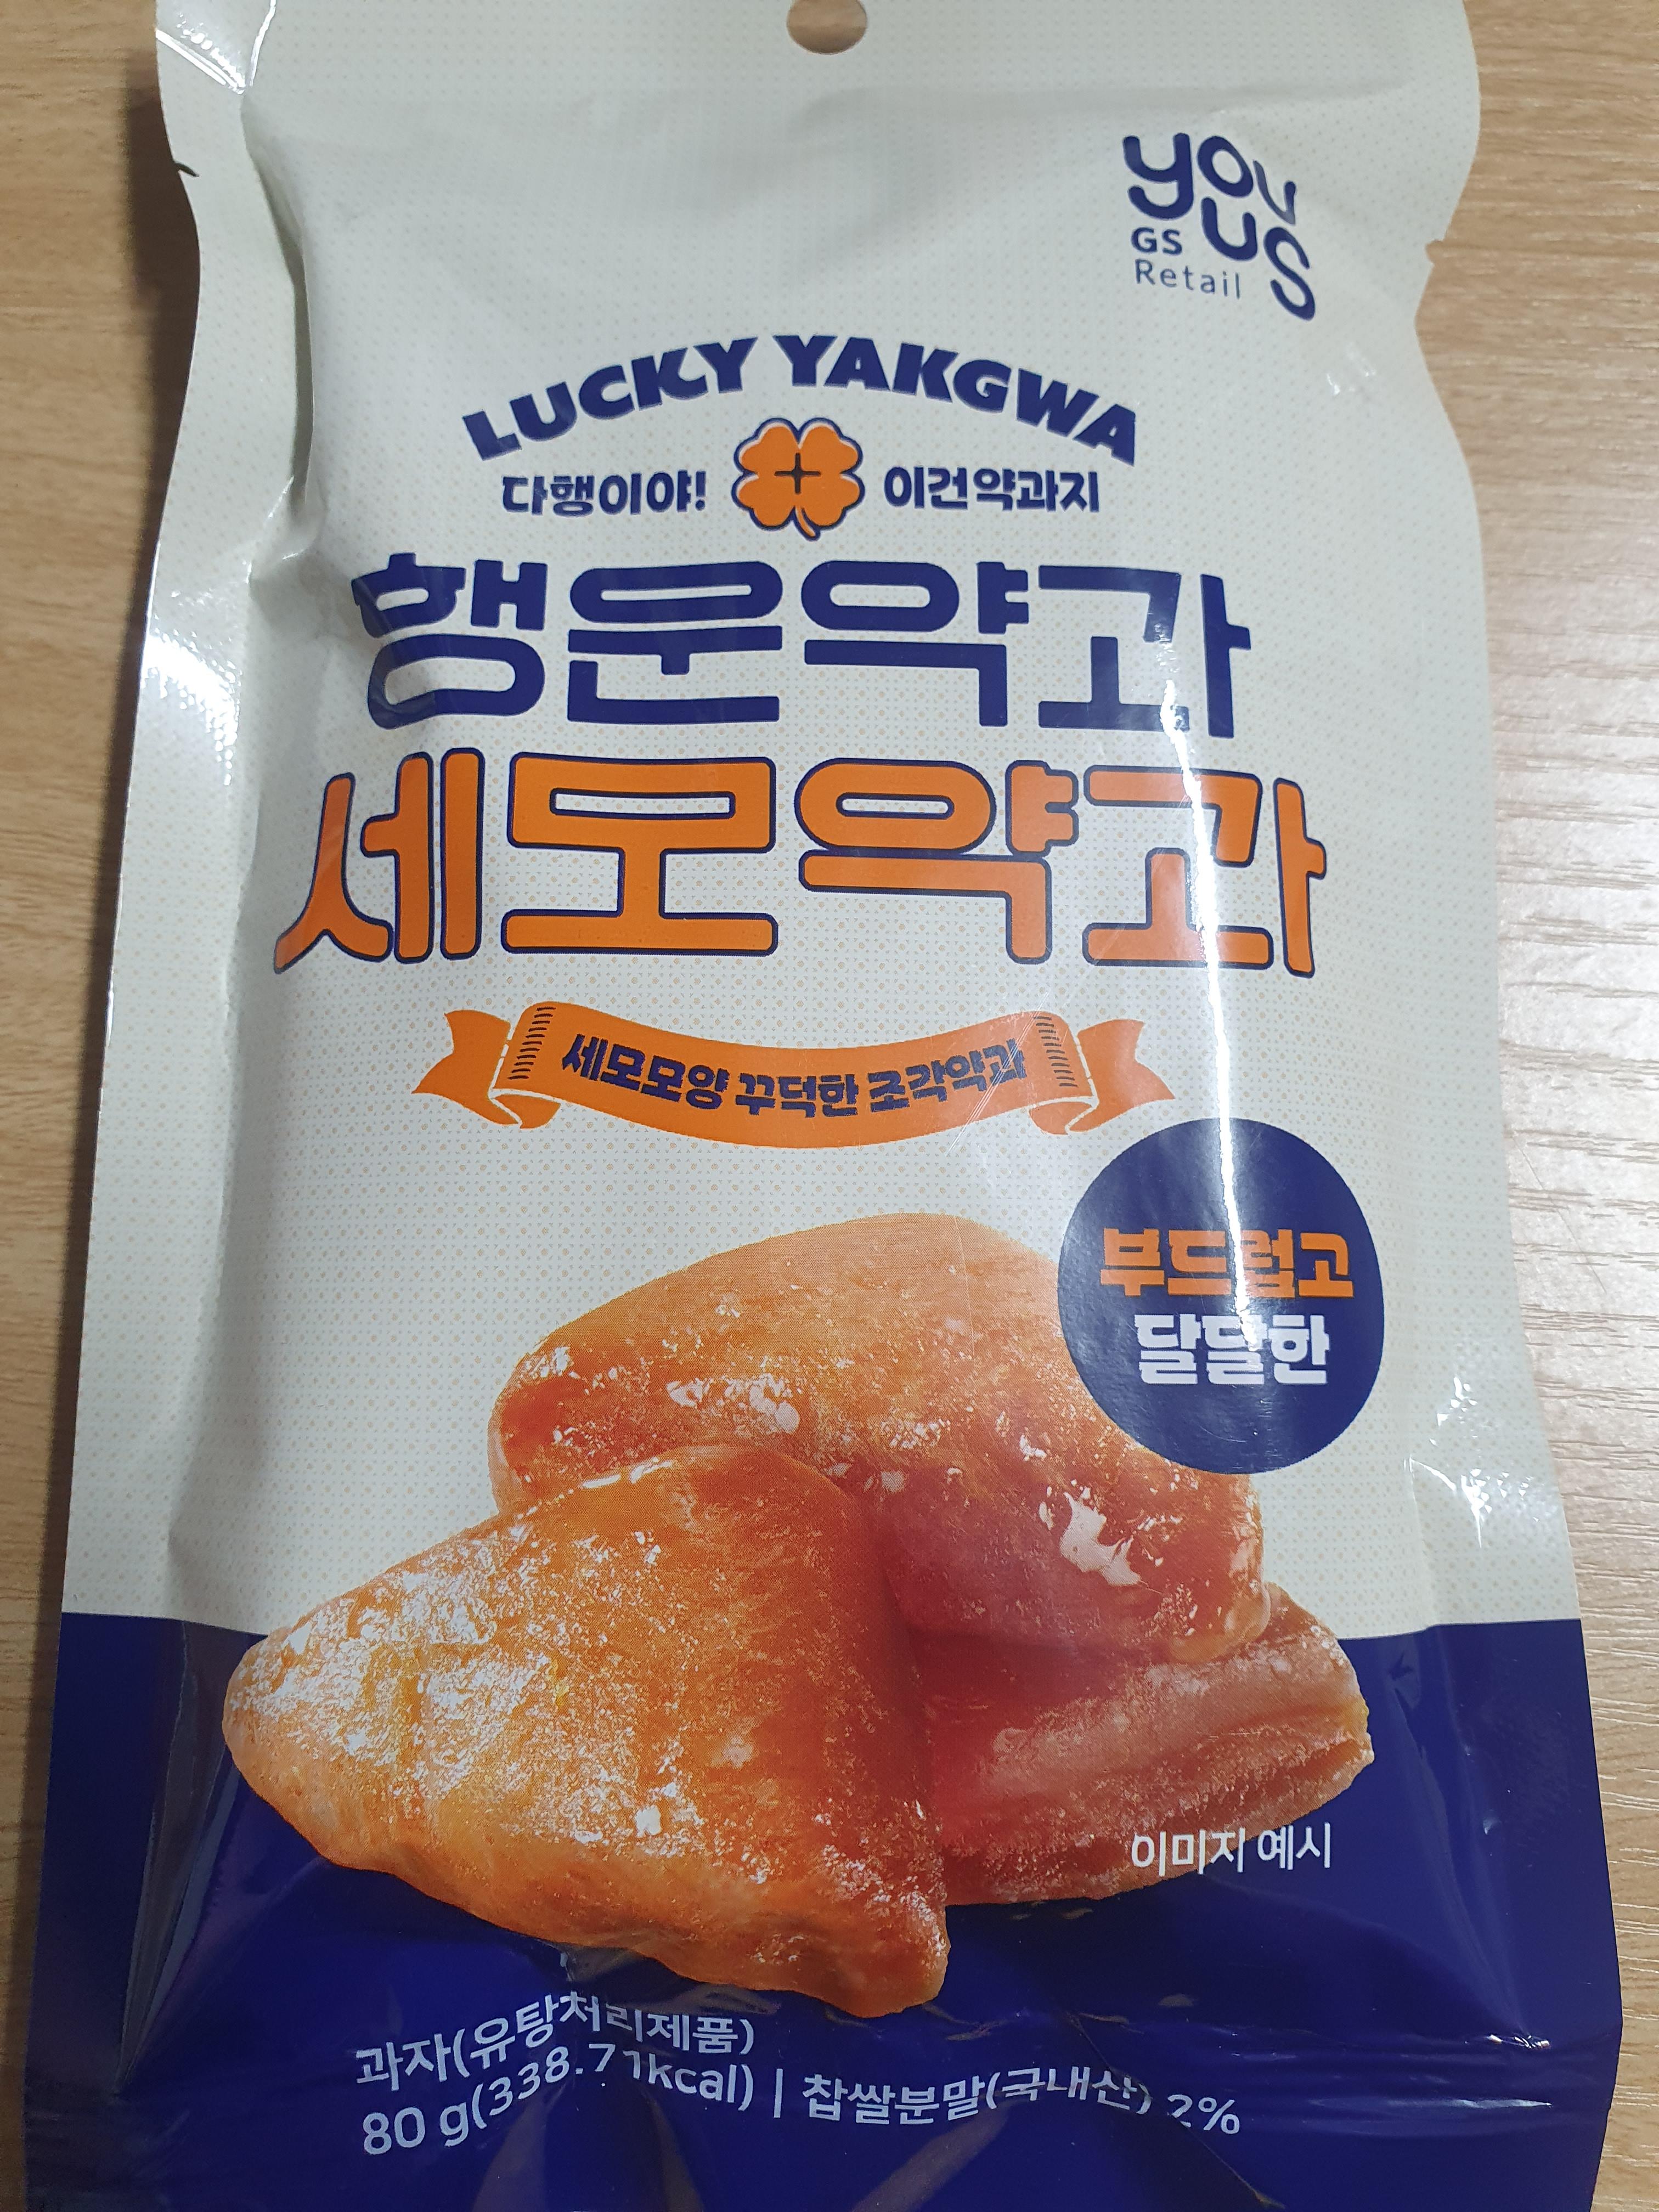 you
us
GS
Retail
LUCKY YAKGWA
다행이야! 이건약과지
행운약과
세모약과
세모모양 꾸덕한 조각약과
부드럽고
달달한
이미지 예시
과자(유탕처리제품)
80 g(338.71kcal) | 찹쌀분말(국내산) 2%